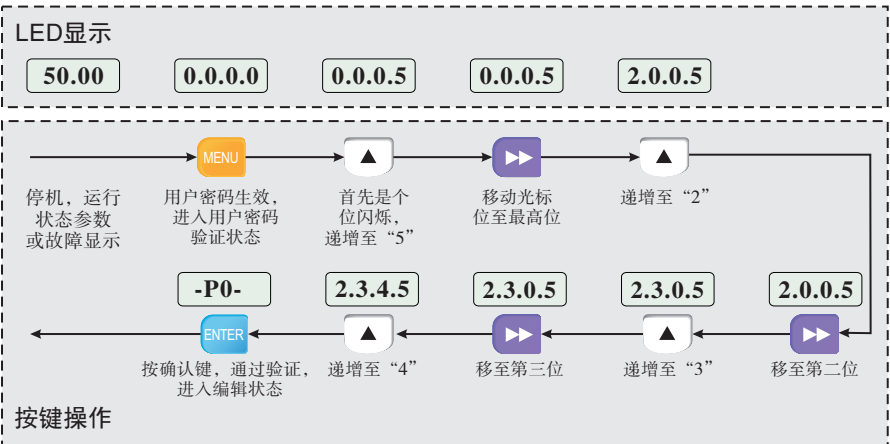 LED显示
50.00 0.0.0.0 0.0.0.5 0.0.0.5 2.0.0.5
MENU
停机，运行
状态参数
或故障显示
用户密码生效，
进入用户密码
验证状态
首先是个
位闪烁，
递增至“5”
移动光标
位至最高位
递增至“2”
-P0- 2.3.4.5 2.3.0.5 2.3.0.5 2.0.0.5
ENTER
按确认键，通过验证，
进入编辑状态
递增至“4”
移至第三位
递增至“3”
移至第二位
按键操作